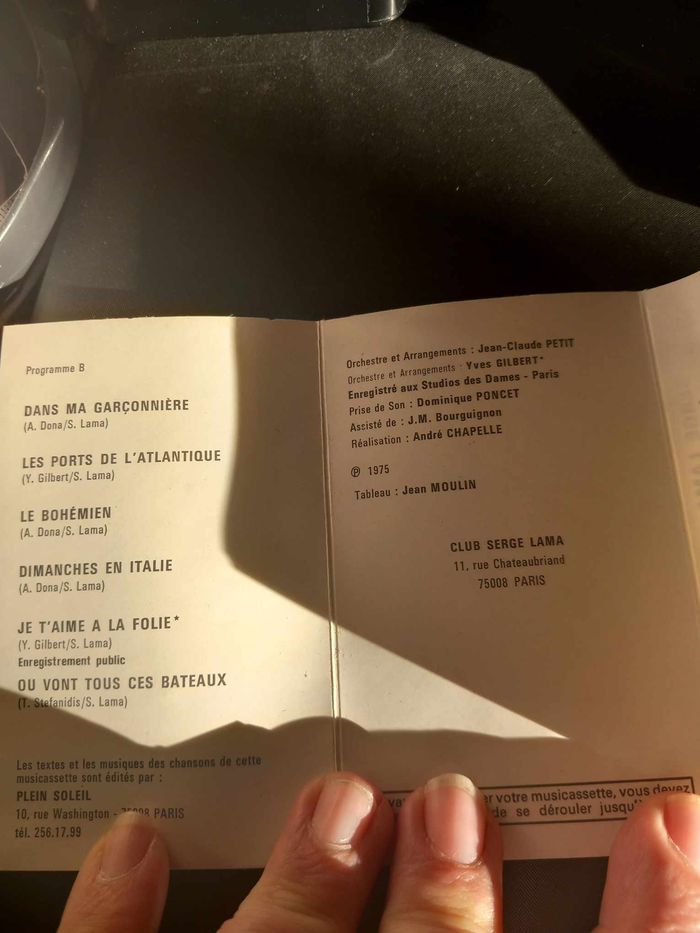 Programme B
DANS MA GARÇONNIÈRE
(A. Dona/S. Lama)
LES PORTS DE L'ATLANTIQUE
(Y. Gilbert/S. Lama)
LE BOHÉMIEN
(A. Dona/S. Lama)
DIMANCHES EN ITALIE
(A. Dona/S. Lama)
JE T'AIME A LA FOLIE*
(Y. Gilbert/S. Lama)
Enregistrement public
OU VONT TOUS CES BATEAUX
(T. Stefanidis/S. Lama)
Les textes et les musiques des chansons de cette
musicassette sont édités par :
PLEIN SOLEIL
10, rue Washington - 75008 PARIS
tél. 256.17.99
Orchestre et Arrangements : Jean-Claude PETIT
Orchestre et Arrangements : Yves GILBERT*
Enregistré aux Studios des Dames - Paris
Prise de Son : Dominique PONCET
Assisté de : J.M. Bourguignon
Réalisation : André CHAPELLE
℗ 1975
Tableau : Jean MOULIN
CLUB SERGE LAMA
11, rue Chateaubriand
75008 PARIS
votre musicassette, vous devez
de se dérouler